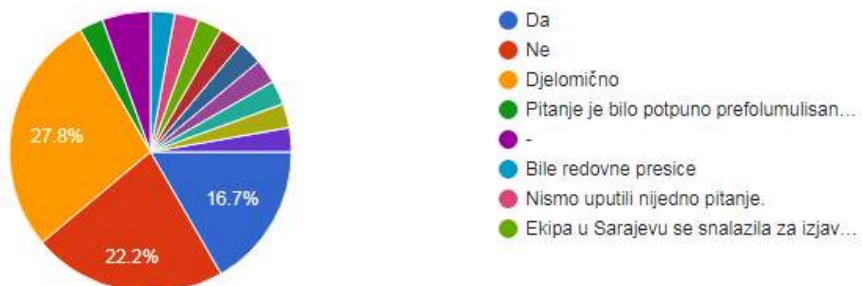 27.8%
16.7%
22.2%
Da
Ne
Djelomično
Pitanje je bilo potpuno prefolumulisan…
-
Bile redovne presice
Nismo uputili nijedno pitanje.
Ekipa u Sarajevu se snalazila za izjav…